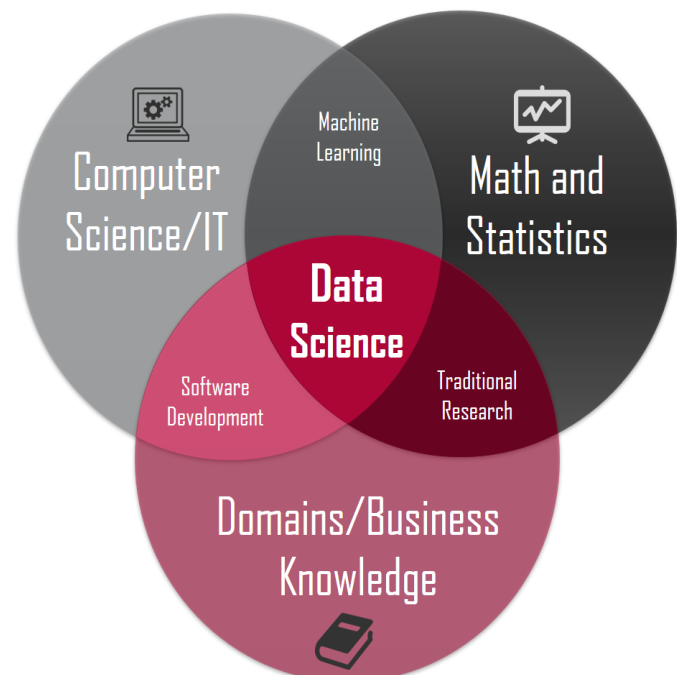 Machine
Learning
Computer
Science/IT
Math and
Statistics
Data
Science
Software
Development
Traditional
Research
Domains/Business
Knowledge